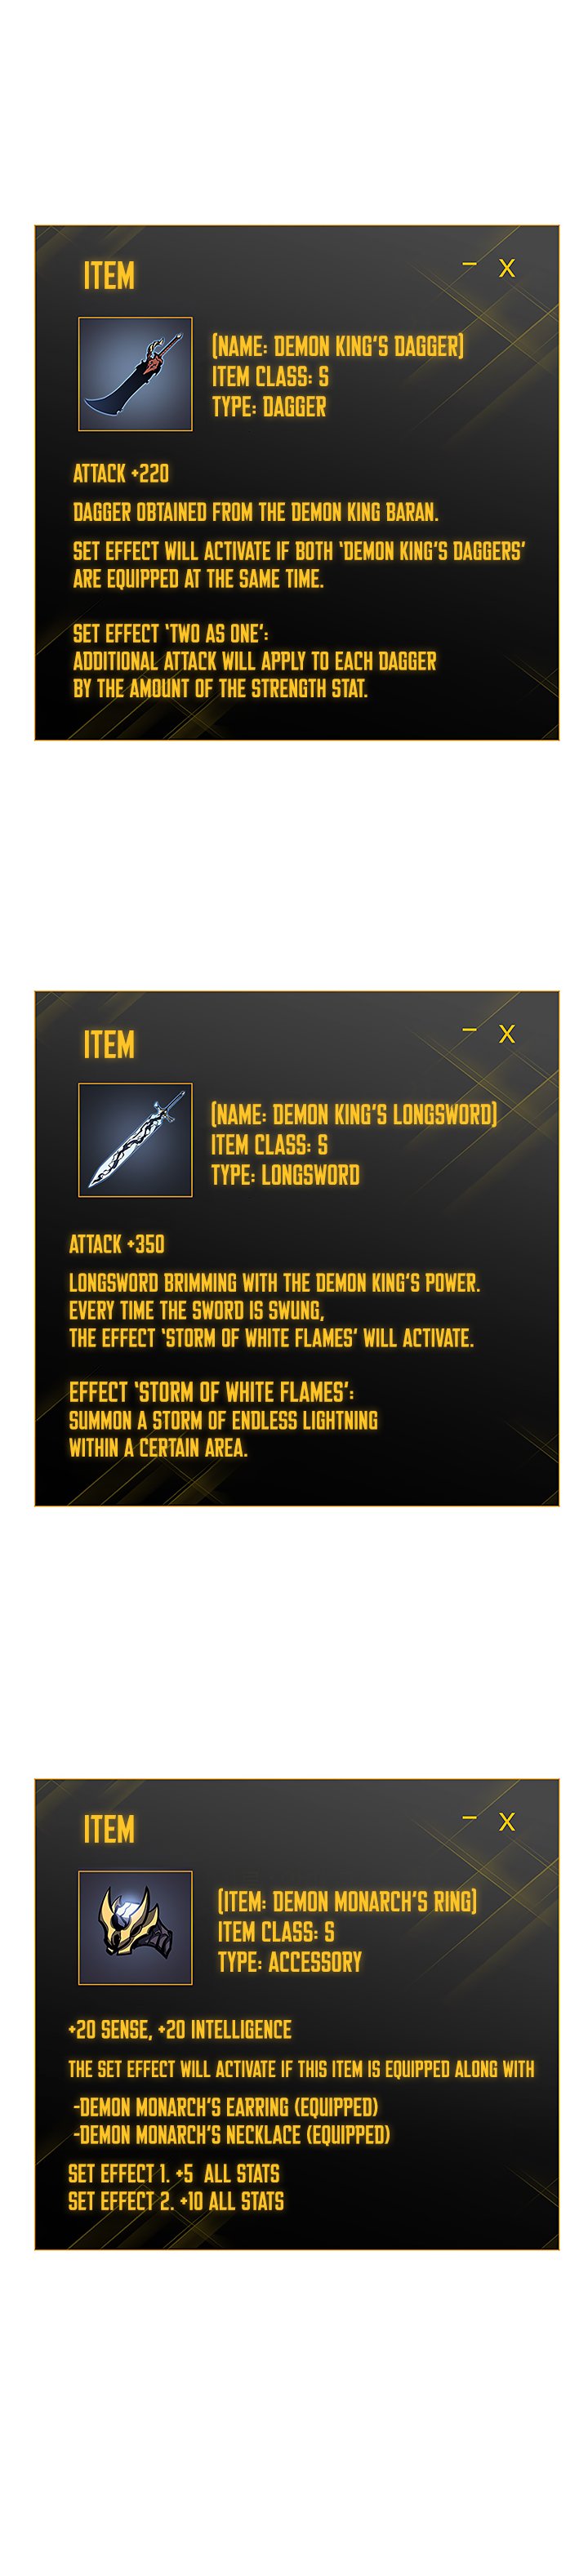 ITEM
- X
[NAME: DEMON KING'S DAGGER]
ITEM CLASS: S
TYPE: DAGGER
ATTACK +220
DAGGER OBTAINED FROM THE DEMON KING BARAN.
SET EFFECT WILL ACTIVATE IF BOTH 'DEMON KING'S DAGGERS'
ARE EQUIPPED AT THE SAME TIME.
SET EFFECT 'TWO AS ONE':
ADDITIONAL ATTACK WILL APPLY TO EACH DAGGER
BY THE AMOUNT OF THE STRENGTH STAT.
ITEM
- X
[NAME: DEMON KING'S LONGSWORD]
ITEM CLASS: S
TYPE: LONGSWORD
ATTACK +350
LONGSWORD BRIMMING WITH THE DEMON KING'S POWER.
EVERY TIME THE SWORD IS SWUNG,
THE EFFECT 'STORM OF WHITE FLAMES' WILL ACTIVATE.
EFFECT 'STORM OF WHITE FLAMES':
SUMMON A STORM OF ENDLESS LIGHTNING
WITHIN A CERTAIN AREA.
ITEM
- X
[ITEM: DEMON MONARCH'S RING]
ITEM CLASS: S
TYPE: ACCESSORY
+20 SENSE, +20 INTELLIGENCE
THE SET EFFECT WILL ACTIVATE IF THIS ITEM IS EQUIPPED ALONG WITH
-DEMON MONARCH'S EARRING (EQUIPPED)
-DEMON MONARCH'S NECKLACE (EQUIPPED)
SET EFFECT 1. +5 ALL STATS
SET EFFECT 2. +10 ALL STATS